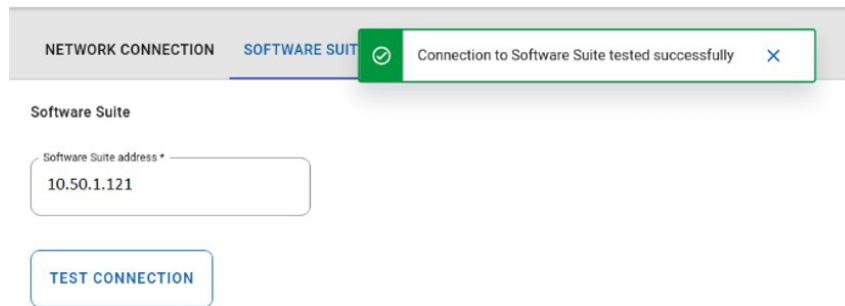 NETWORK CONNECTION SOFTWARE SUIT
Connection to Software Suite tested successfully
Software Suite
Software Suite address *
10.50.1.121
TEST CONNECTION